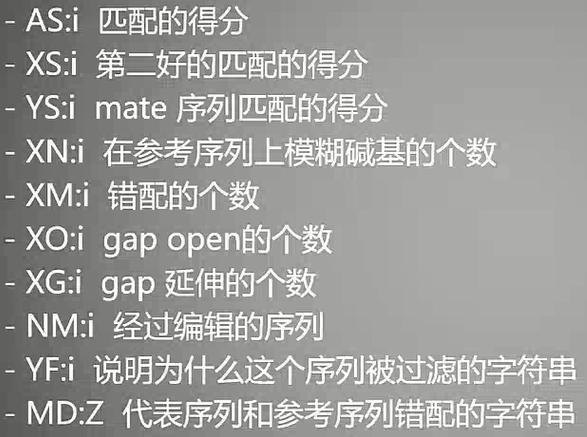 - AS:i 匹配的得分
- XS:i 第二好的匹配的得分
- YS:i mate 序列匹配的得分
- XN:i 在参考序列上模糊碱基的个数
- XM:i 错配的个数
- XO:i gap open的个数
- XG:i gap 延伸的个数
- NM:i 经过编辑的序列
- YF:i 说明为什么这个序列被过滤的字符串
- MD:Z 代表序列和参考序列错配的字符串